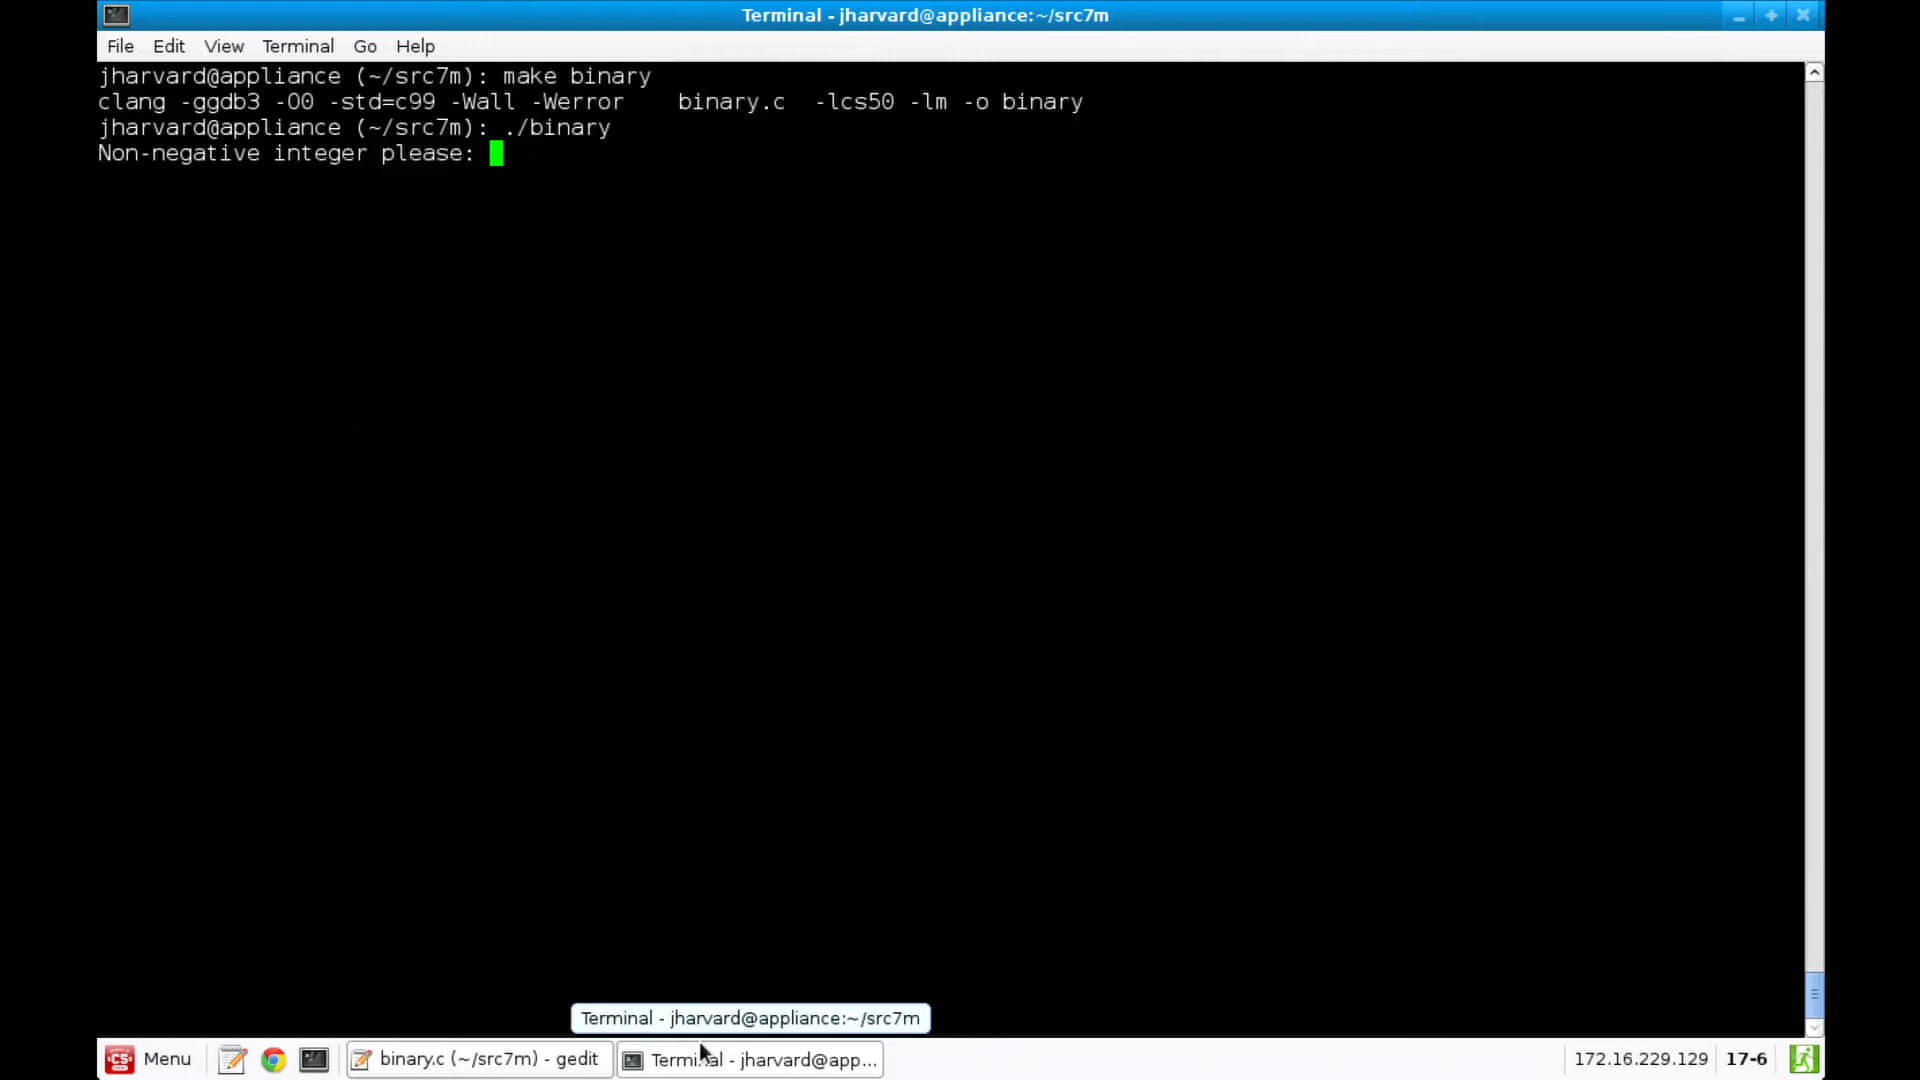 Terminal - jharvard@appliance:~/src7m
File Edit View Terminal Go Help
jharvard@appliance (~/src7m): make binary
clang -ggdb3 -O0 -std=c99 -Wall -Werror    binary.c  -lcs50 -lm -o binary
jharvard@appliance (~/src7m): ./binary
Non-negative integer please:
Terminal - jharvard@appliance:~/src7m
CS Menu binary.c (~/src7m) - gedit Terminal - jharvard@app... 172.16.229.129 17-6